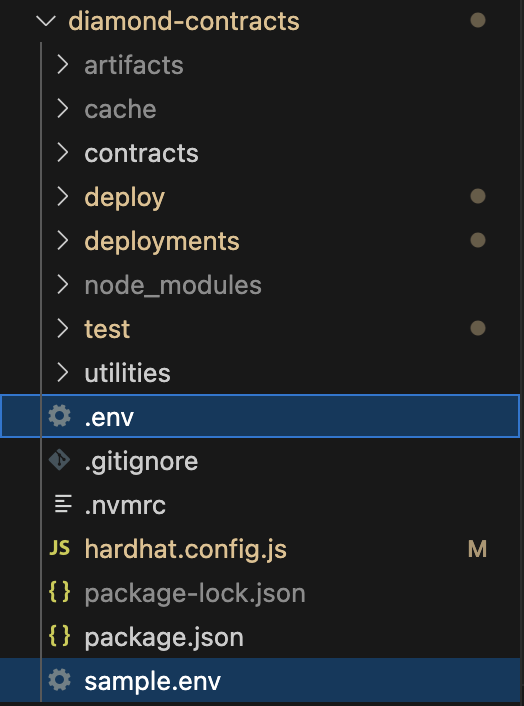 diamond-contracts
artifacts
cache
contracts
deploy
deployments
node_modules
test
utilities
.env
.gitignore
.nvmrc
JS hardhat.config.js M
{} package-lock.json
{} package.json
sample.env